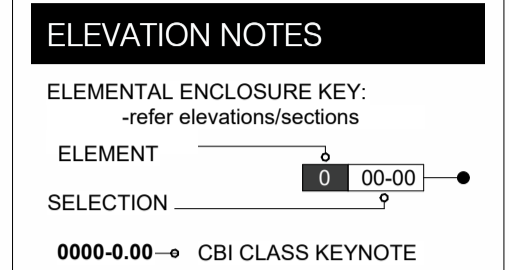 ELEVATION NOTES
ELEMENTAL ENCLOSURE KEY:
-refer elevations/sections
ELEMENT
0 00-00
SELECTION
0000-0.00 CBI CLASS KEYNOTE